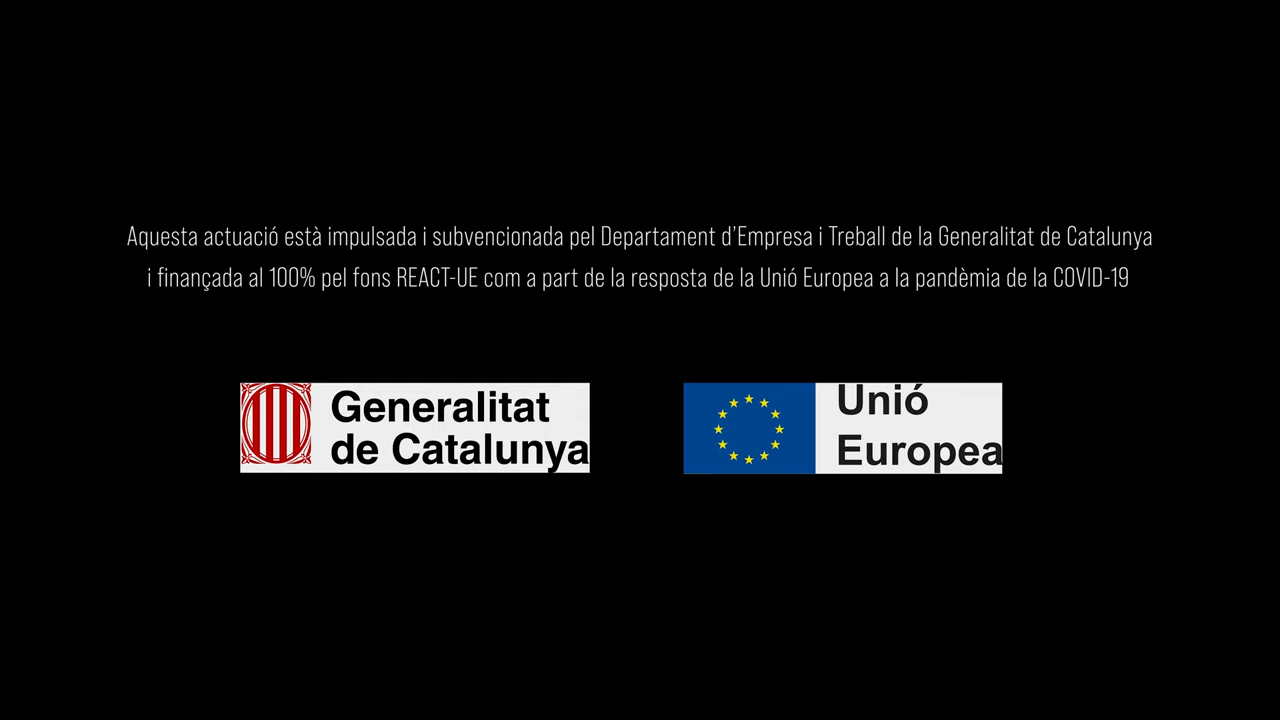 Aquesta actuació està impulsada i subvencionada pel Departament d'Empresa i Treball de la Generalitat de Catalunya
i finançada al 100% pel fons REACT-UE com a part de la resposta de la Unió Europea a la pandèmia de la COVID-19
Generalitat
de Catalunya
Unió
Europea